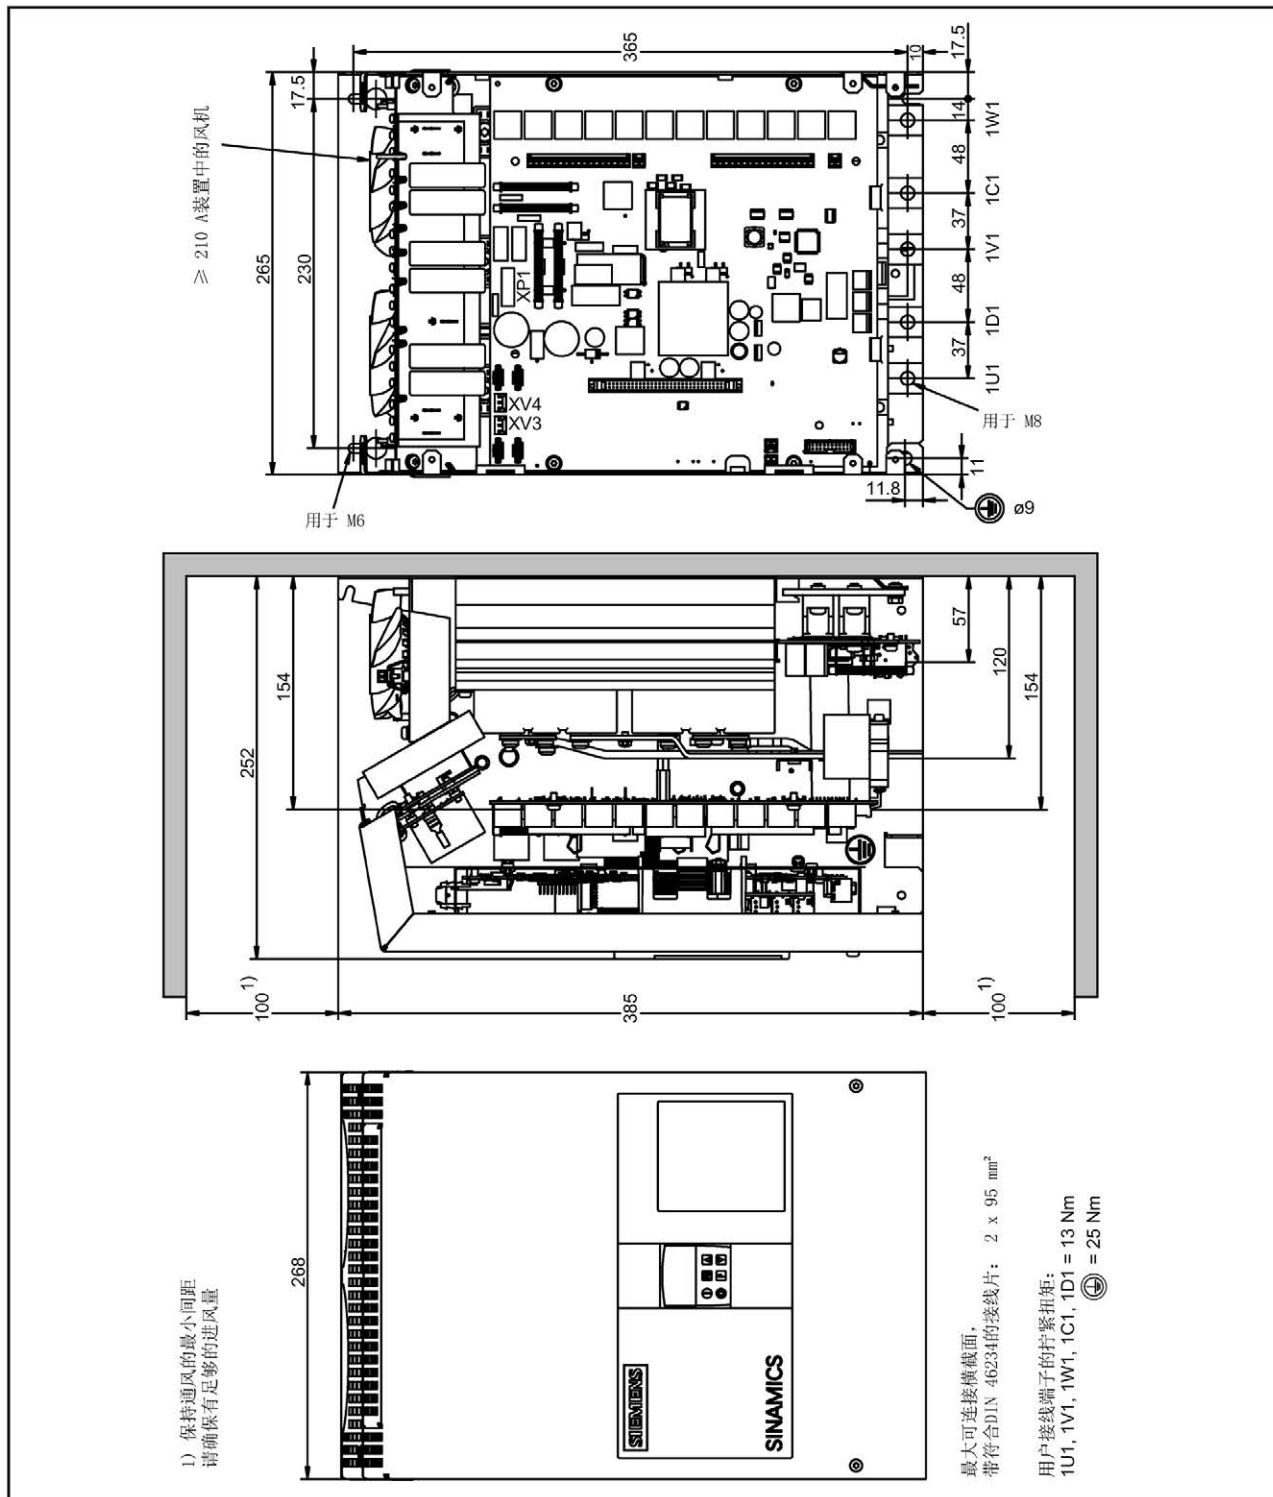 365
10
17.5
17.5
≥ 210 A装置中的风机
265
230
14
48
37
48
37
1W1
1C1
1V1
1D1
1U1
XP1
XV4
XV3
用于 M8
用于 M6
11
11.8
ø9
252
154
57
120
154
100 1)
385
100 1)
268
SIEMENS
SINAMICS
1) 保持通风的最小间距
请确保有足够的进风量
最大可连接横截面，
带符合DIN 46234的接线片： 2 x 95 mm²
用户接线端子的拧紧扭矩：
1U1, 1V1, 1W1, 1C1, 1D1 = 13 Nm
= 25 Nm